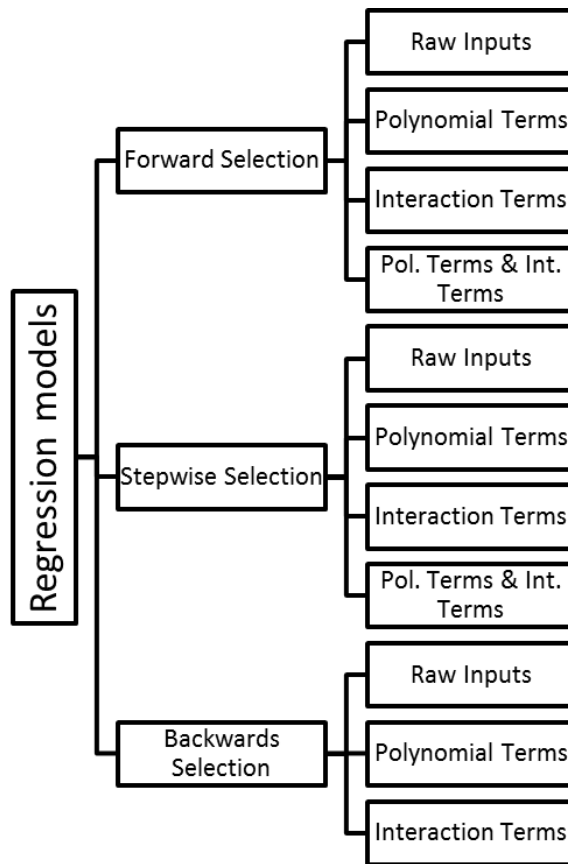 Regression models
Forward Selection
Raw Inputs
Polynomial Terms
Interaction Terms
Pol. Terms & Int.
Terms
Stepwise Selection
Raw Inputs
Polynomial Terms
Interaction Terms
Pol. Terms & Int.
Terms
Backwards
Selection
Raw Inputs
Polynomial Terms
Interaction Terms